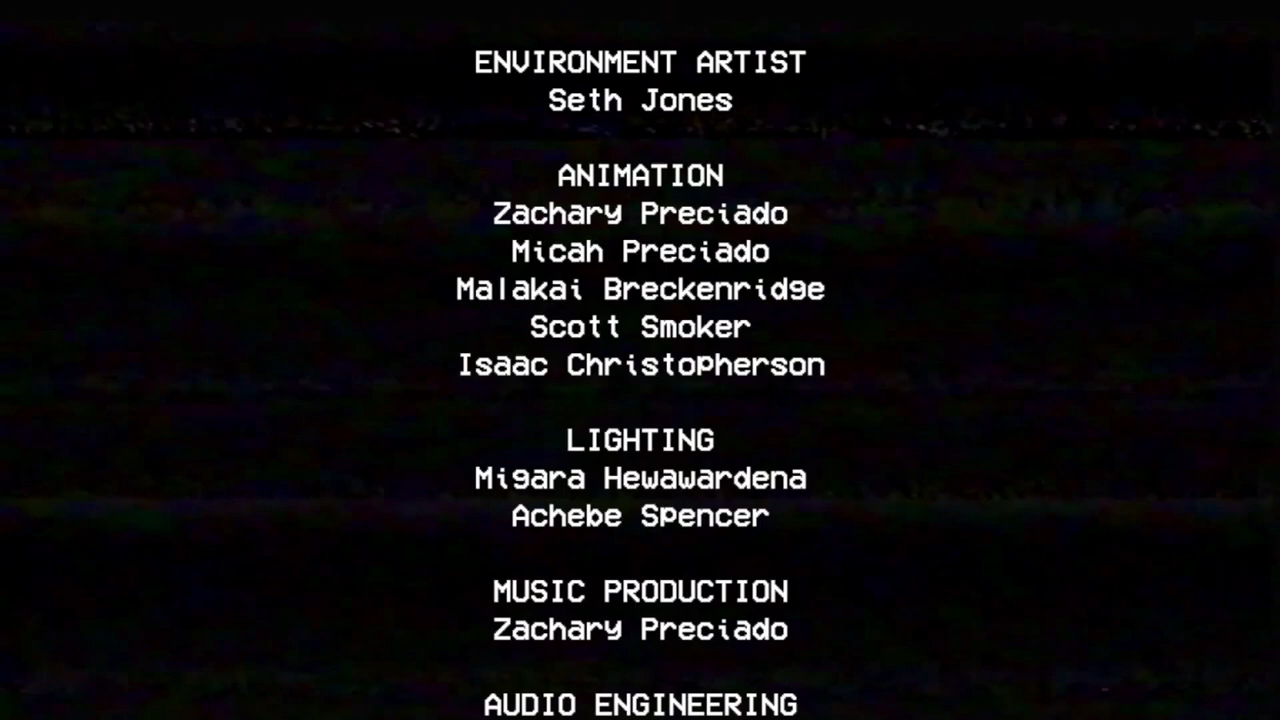 ENVIRONMENT ARTIST
Seth Jones
ANIMATION
Zachary Preciado
Micah Preciado
Malakai Breckenridge
Scott Smoker
Isaac Christopherson
LIGHTING
Migara Hewawardena
Achebe Spencer
MUSIC PRODUCTION
Zachary Preciado
AUDIO ENGINEERING